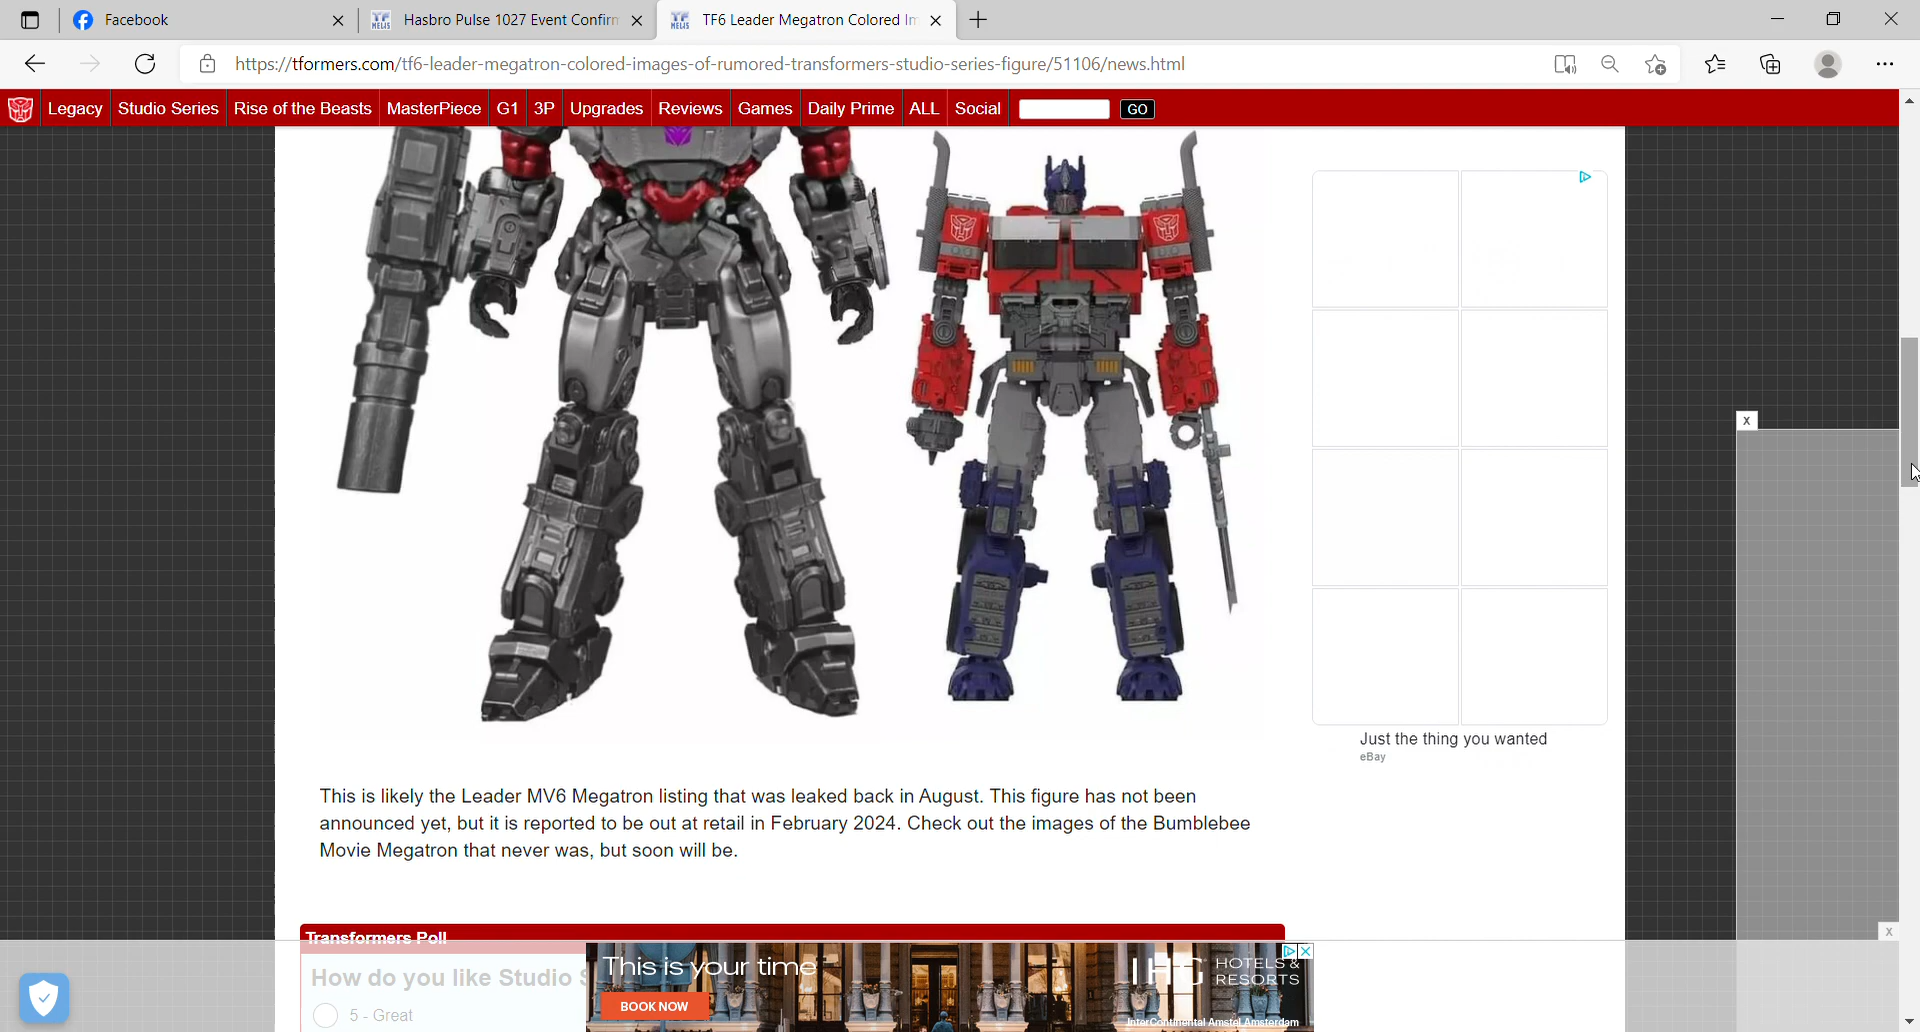 Facebook
Hasbro Pulse 1027 Event Confirm
TF6 Leader Megatron Colored Im
https://tformers.com/tf6-leader-megatron-colored-images-of-rumored-transformers-studio-series-figure/51106/news.html
Legacy Studio Series Rise of the Beasts MasterPiece G1 3P Upgrades Reviews Games Daily Prime ALL Social GO
X
Just the thing you wanted
eBay
This is likely the Leader MV6 Megatron listing that was leaked back in August. This figure has not been
announced yet, but it is reported to be out at retail in February 2024. Check out the images of the Bumblebee
Movie Megatron that never was, but soon will be.
X
Transformers Poll
How do you like Studio S
5 - Great
This is your time
BOOK NOW
IHG HOTELS &
RESORTS
InterContinental Amstel Amsterdam